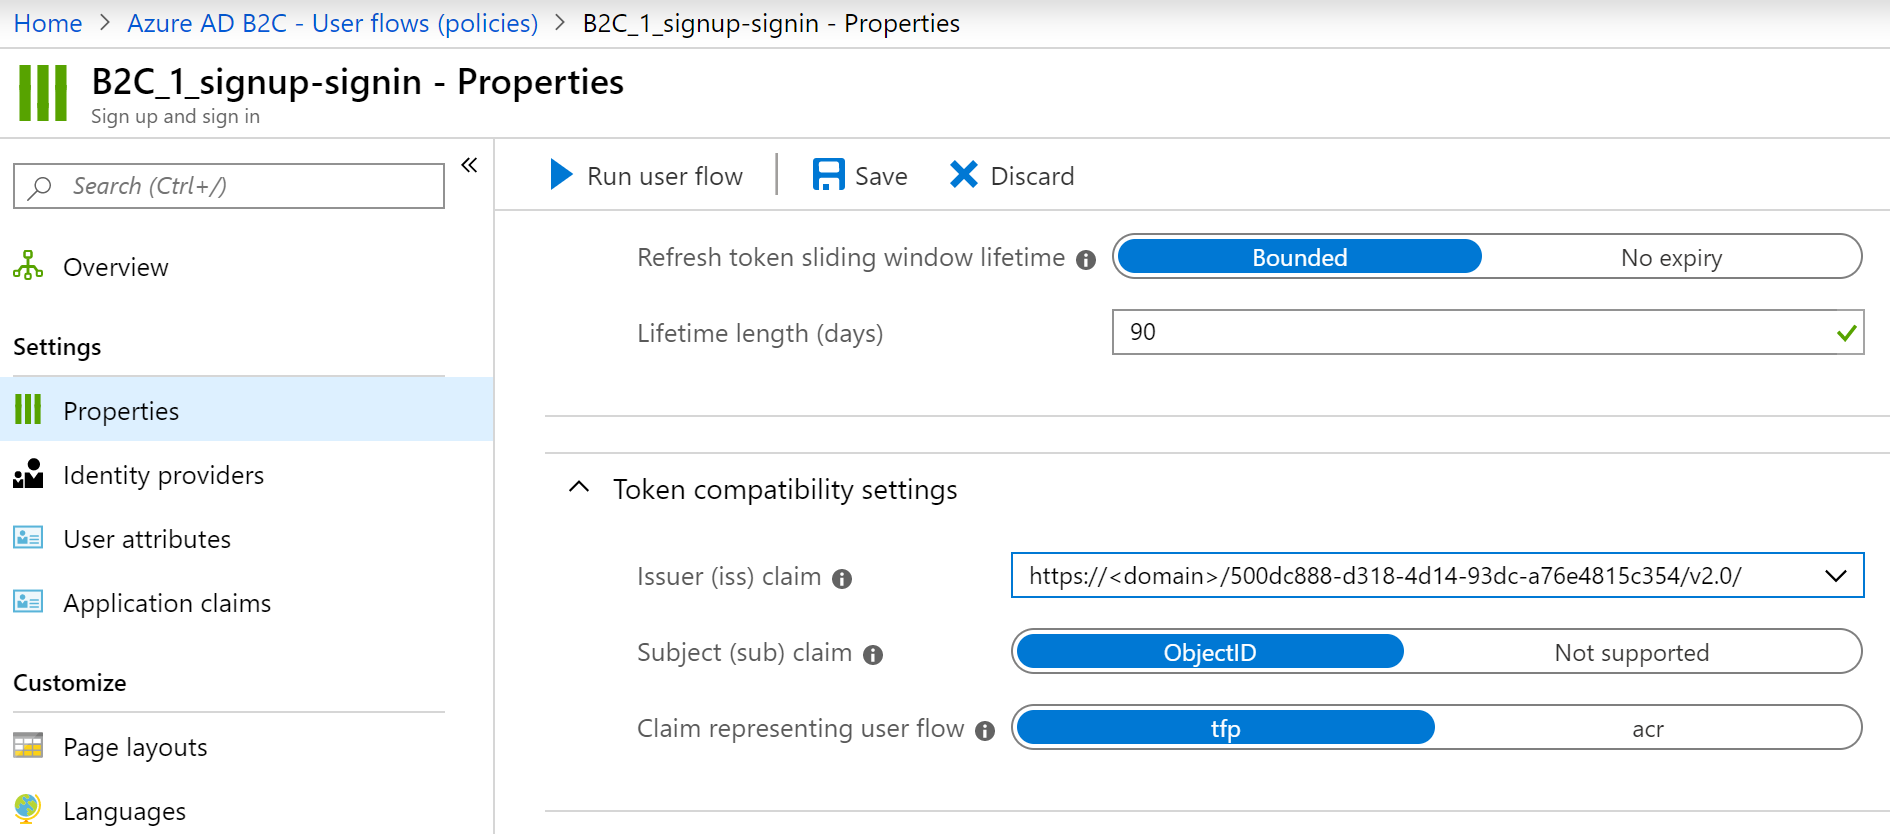 Home > Azure AD B2C - User flows (policies) > B2C_1_signup-signin - Properties
B2C_1_signup-signin - Properties
Sign up and sign in
Search (Ctrl+/)
«
Overview
Settings
Properties
Identity providers
User attributes
Application claims
Customize
Page layouts
Languages
Run user flow
Save
Discard
Refresh token sliding window lifetime
Bounded
No expiry
Lifetime length (days)
90
Token compatibility settings
Issuer (iss) claim
https://<domain>/500dc888-d318-4d14-93dc-a76e4815c354/v2.0/
Subject (sub) claim
ObjectID
Not supported
Claim representing user flow
tfp
acr